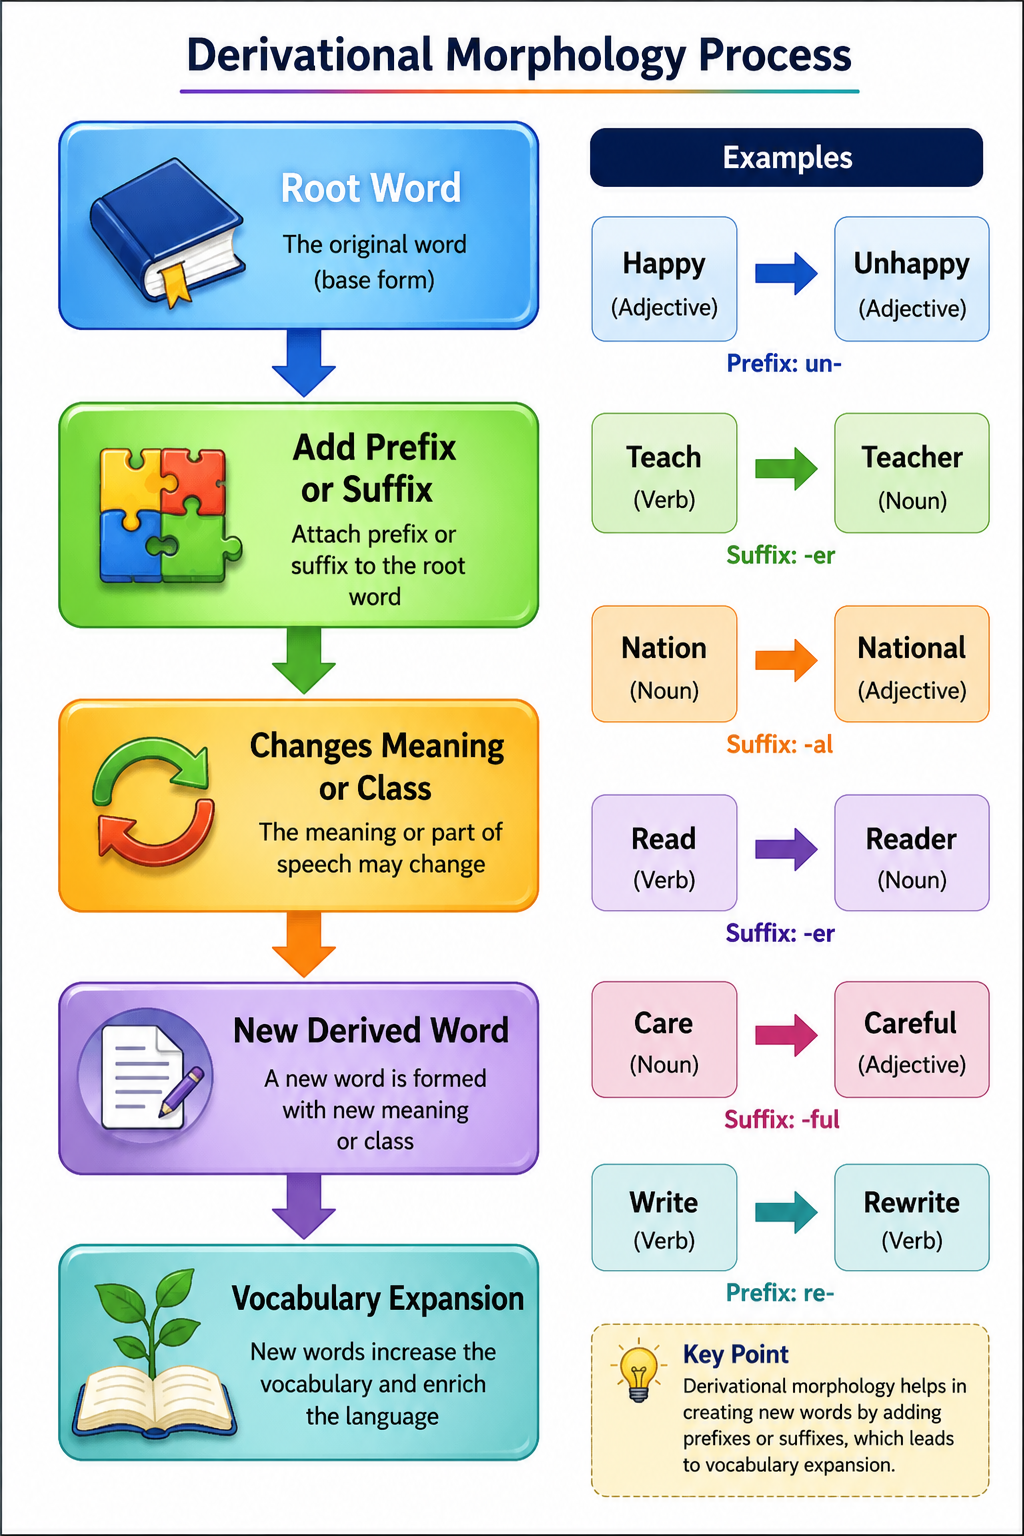 Derivational Morphology Process
Root Word
The original word
(base form)
Add Prefix
or Suffix
Attach prefix or
suffix to the root
word
Changes Meaning
or Class
The meaning or part of
speech may change
New Derived Word
A new word is formed
with new meaning
or class
Vocabulary Expansion
New words increase the
vocabulary and enrich
the language
Examples
Happy
(Adjective)
Unhappy
(Adjective)
Prefix: un-
Teach
(Verb)
Teacher
(Noun)
Suffix: -er
Nation
(Noun)
National
(Adjective)
Suffix: -al
Read
(Verb)
Reader
(Noun)
Suffix: -er
Care
(Noun)
Careful
(Adjective)
Suffix: -ful
Write
(Verb)
Rewrite
(Verb)
Prefix: re-
Key Point
Derivational morphology helps in
creating new words by adding
prefixes or suffixes, which leads
to vocabulary expansion.